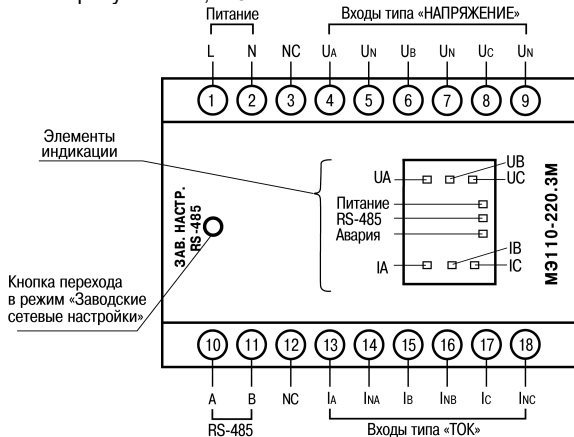 Питание
Входы типа «НАПРЯЖЕНИЕ»
L N NC UA UN UB UN UC UN
1 2 3 4 5 6 7 8 9
Элементы
индикации
UB
UA UC
Питание
RS-485
Авария
IB
IA IC
ЗАВ. НАСТР.
RS-485
МЭ110-220.3М
Кнопка перехода
в режим «Заводские
сетевые настройки»
10 11 12 13 14 15 16 17 18
A B NC IA INA IB INB IC INC
RS-485
Входы типа «ТОК»